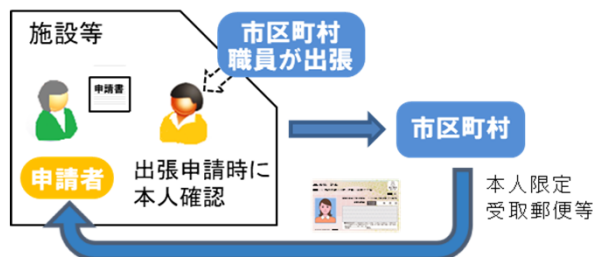 施設等
市区町村
職員が出張
申請書
申請者
出張申請時に
本人確認
市区町村
本人限定
受取郵便等